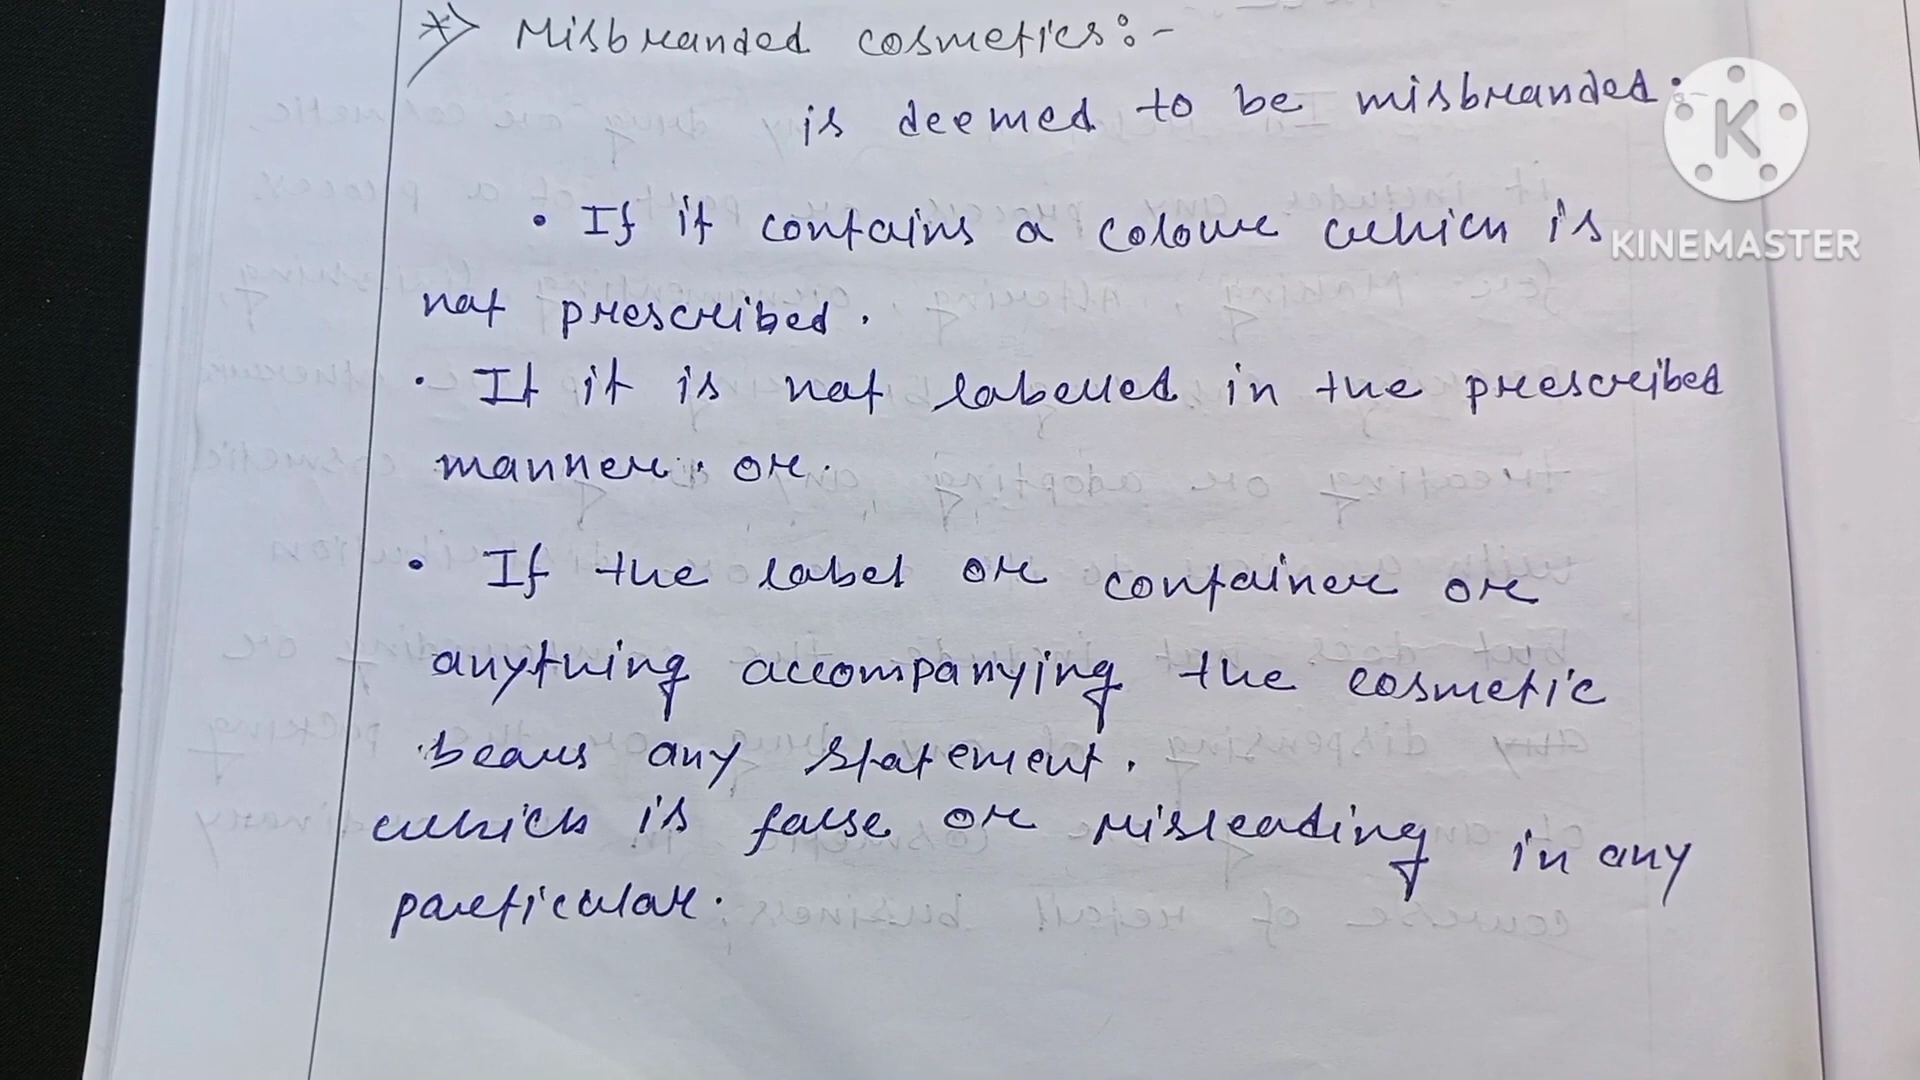 * Misbranded cosmetics:-
is deemed to be misbranded:-
• If it contains a colour which is
not prescribed.
• If it is not labelled in the prescribed
manner. or.
• If the label or container or
anything accompanying the cosmetic
bears any statement.
which is false or misleading in any
particular.
K
KINEMASTER